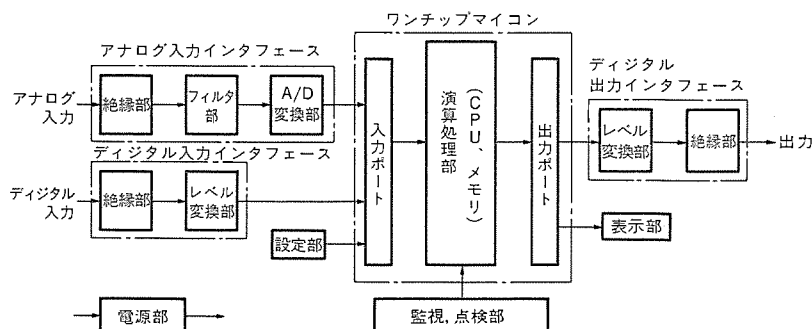 ワンチップマイコン
アナログ入力インタフェース
アナログ
入力
絶縁部
フィルタ
部
A/D
変換部
ディジタル入力インタフェース
ディジタル
入力
絶縁部
レベル
変換部
設定部
入力ポート
演算処理部
(CPU、メモリ)
出力ポート
ディジタル
出力インタフェース
レベル
変換部
絶縁部
出力
表示部
電源部
監視,点検部